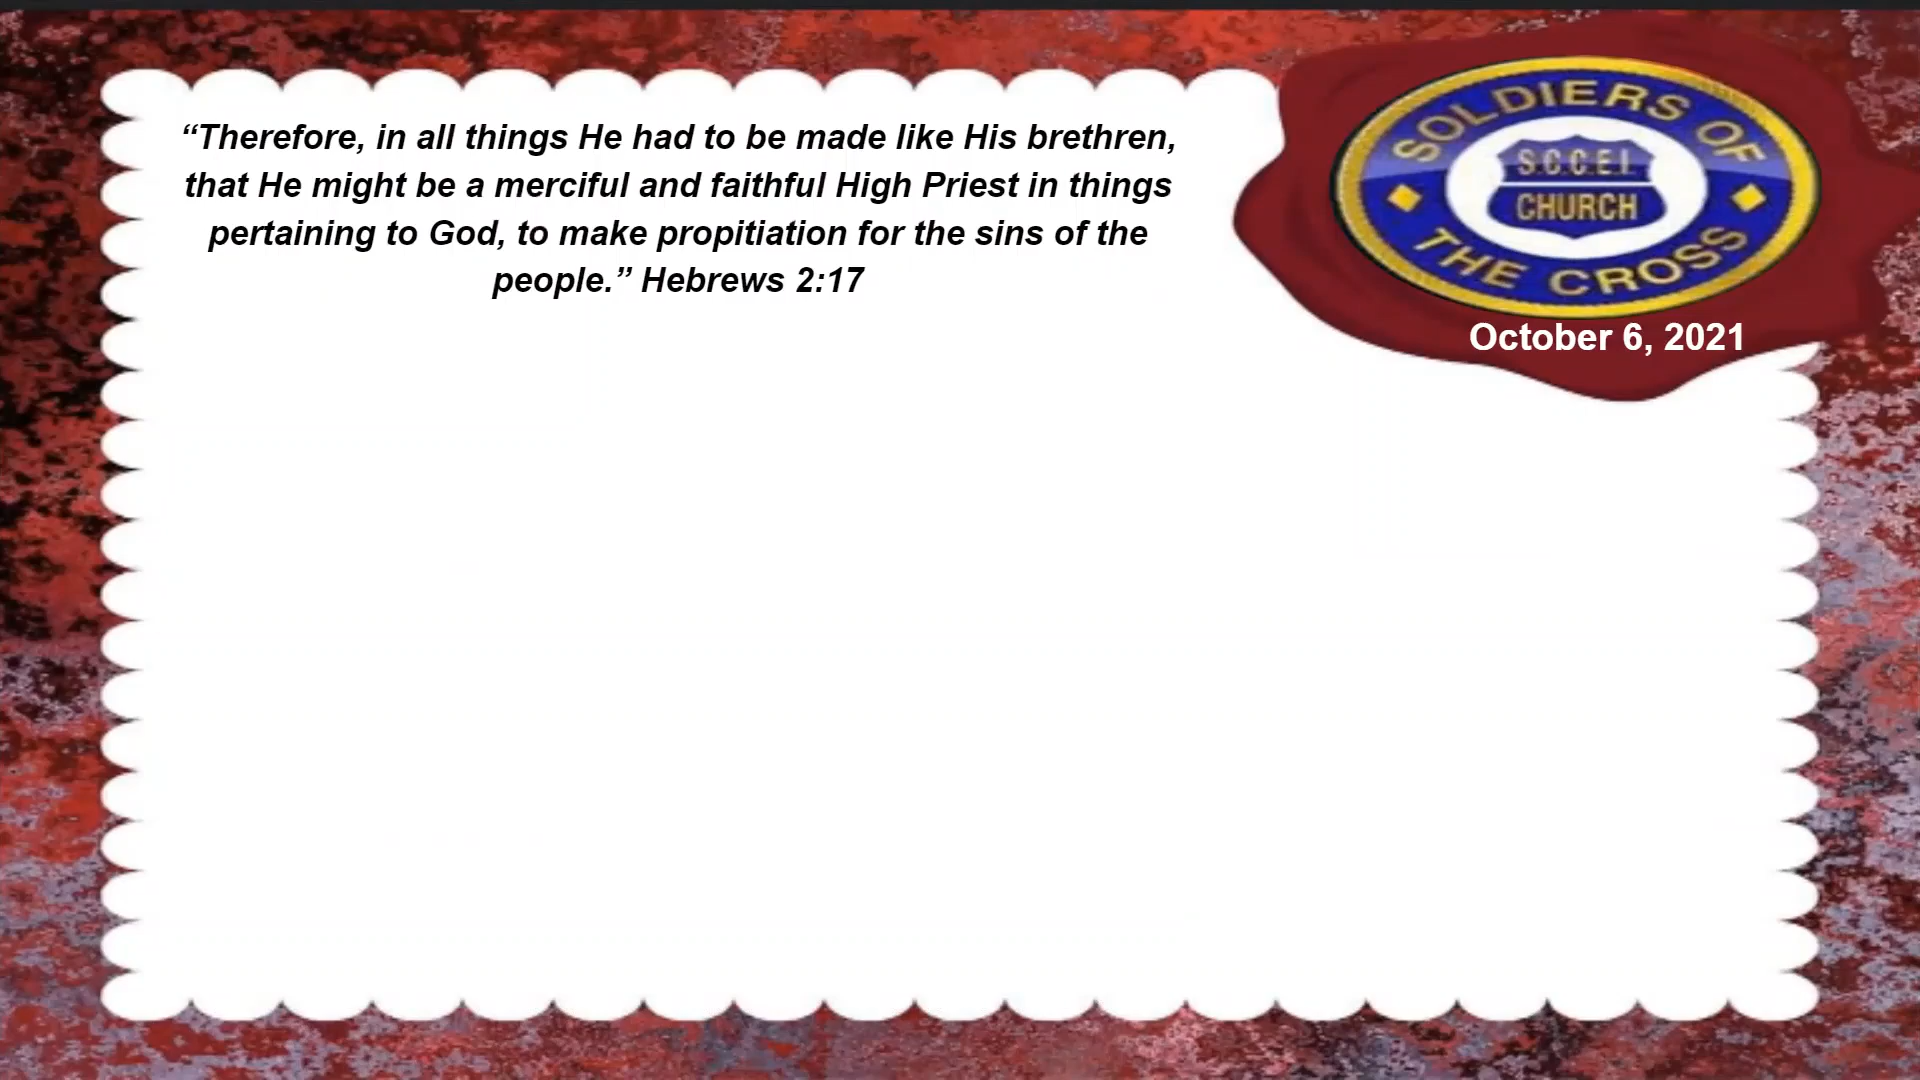 “Therefore, in all things He had to be made like His brethren,
that He might be a merciful and faithful High Priest in things
pertaining to God, to make propitiation for the sins of the
people.” Hebrews 2:17
SOLDIERS OF
S.C.C.E.I.
CHURCH
THE CROSS
October 6, 2021